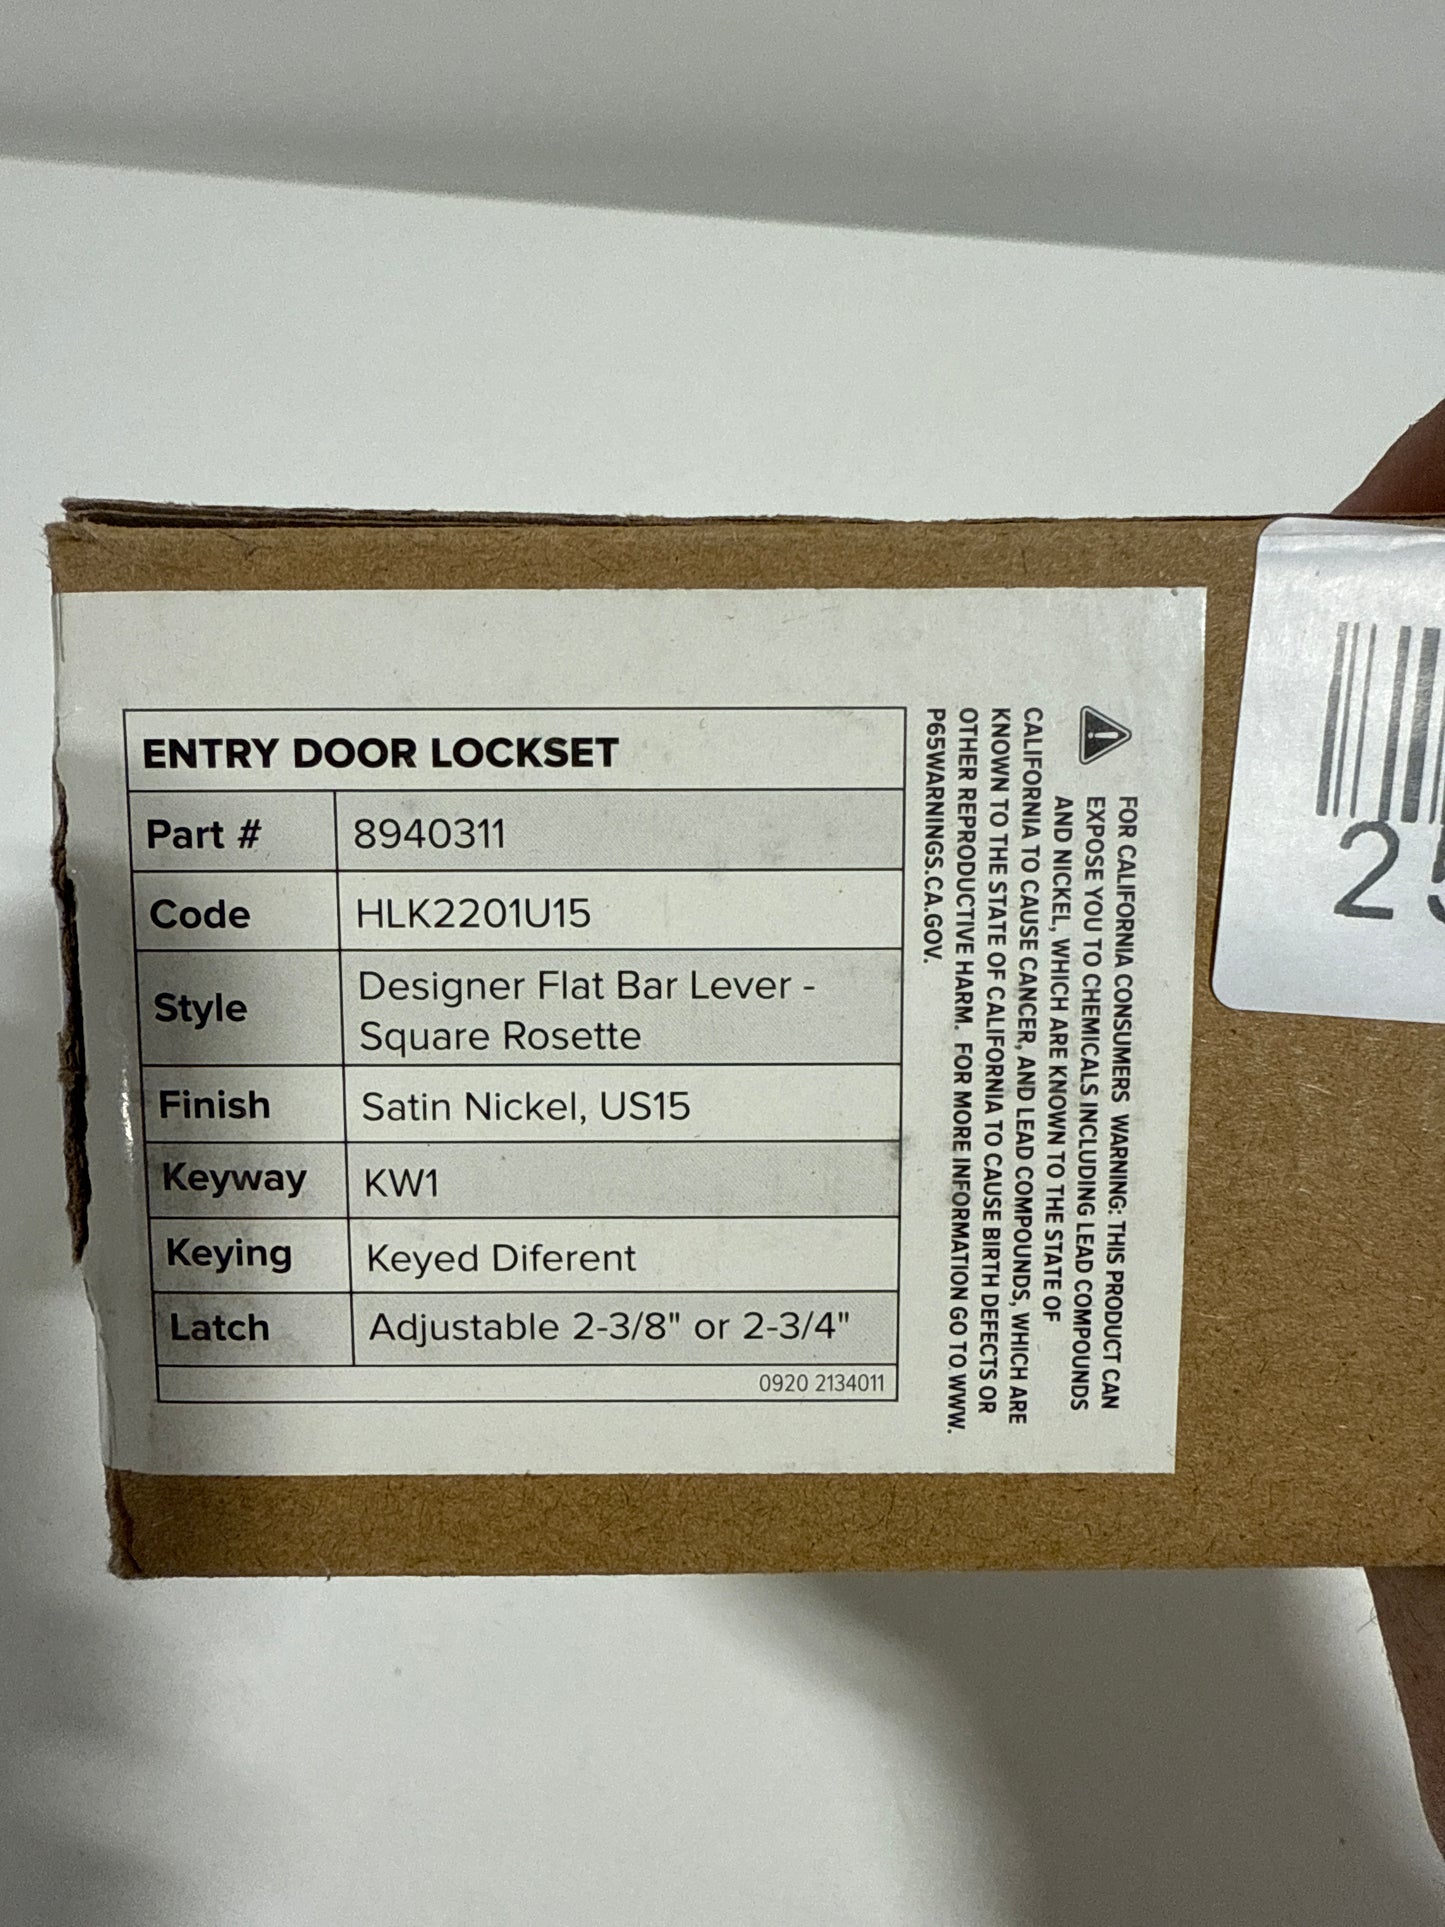 ENTRY DOOR LOCKSET
Part # 8940311
Code HLK2201U15
Style Designer Flat Bar Lever -
Square Rosette
Finish Satin Nickel, US15
Keyway KW1
Keying Keyed Diferent
Latch Adjustable 2-3/8" or 2-3/4"
0920 2134011
FOR CALIFORNIA CONSUMERS WARNING: THIS PRODUCT CAN
EXPOSE YOU TO CHEMICALS INCLUDING LEAD COMPOUNDS
AND NICKEL, WHICH ARE KNOWN TO THE STATE OF
CALIFORNIA TO CAUSE CANCER, AND LEAD COMPOUNDS, WHICH ARE
KNOWN TO THE STATE OF CALIFORNIA TO CAUSE BIRTH DEFECTS OR
OTHER REPRODUCTIVE HARM. FOR MORE INFORMATION GO TO WWW.
P65WARNINGS.CA.GOV.
2